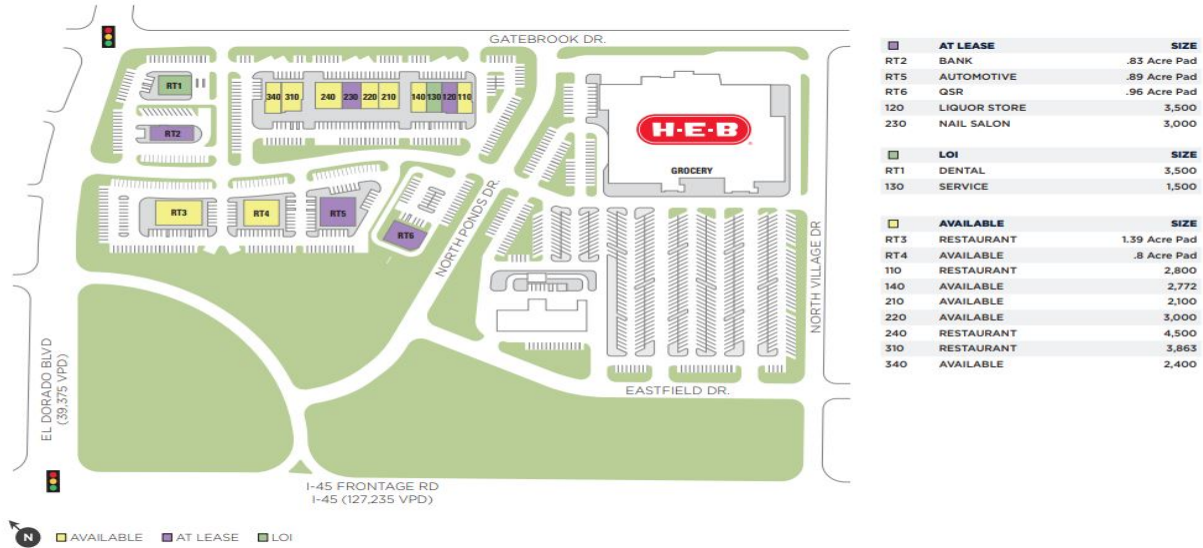 GATEBROOK DR.
RT1
340 310 240 230 220 210 140 130 120 110
RT2
H-E-B
GROCERY
RT3
RT4
RT5
RT6
NORTH PONDS DR.
NORTH VILLAGE DR
EASTFIELD DR.
EL DORADO BLVD
(39,375 VPD)
I-45 FRONTAGE RD
I-45 (127,235 VPD)
N AVAILABLE AT LEASE LOI
AT LEASE SIZE
RT2 BANK .83 Acre Pad
RT5 AUTOMOTIVE .89 Acre Pad
RT6 QSR .96 Acre Pad
120 LIQUOR STORE 3,500
230 NAIL SALON 3,000
LOI SIZE
RT1 DENTAL 3,500
130 SERVICE 1,500
AVAILABLE SIZE
RT3 RESTAURANT 1.39 Acre Pad
RT4 AVAILABLE .8 Acre Pad
110 RESTAURANT 2,800
140 AVAILABLE 2,772
210 AVAILABLE 2,100
220 AVAILABLE 3,000
240 RESTAURANT 4,500
310 RESTAURANT 3,863
340 AVAILABLE 2,400